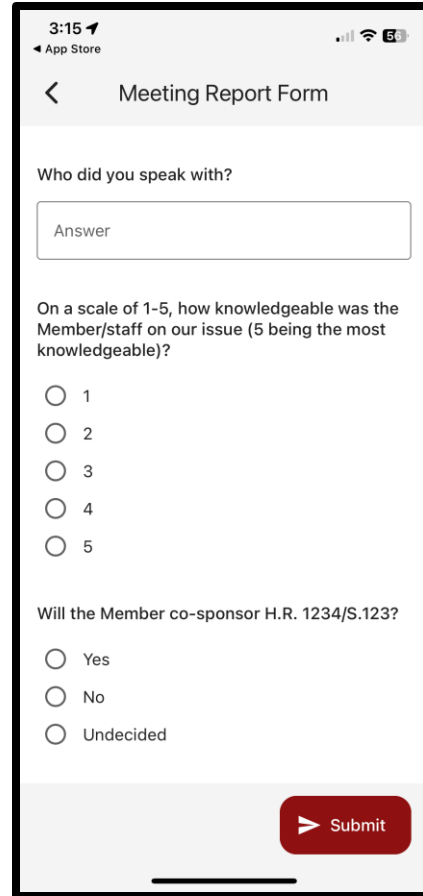 3:15
◀ App Store
56
Meeting Report Form
Who did you speak with?
Answer
On a scale of 1-5, how knowledgeable was the
Member/staff on our issue (5 being the most
knowledgeable)?
1
2
3
4
5
Will the Member co-sponsor H.R. 1234/S.123?
Yes
No
Undecided
Submit